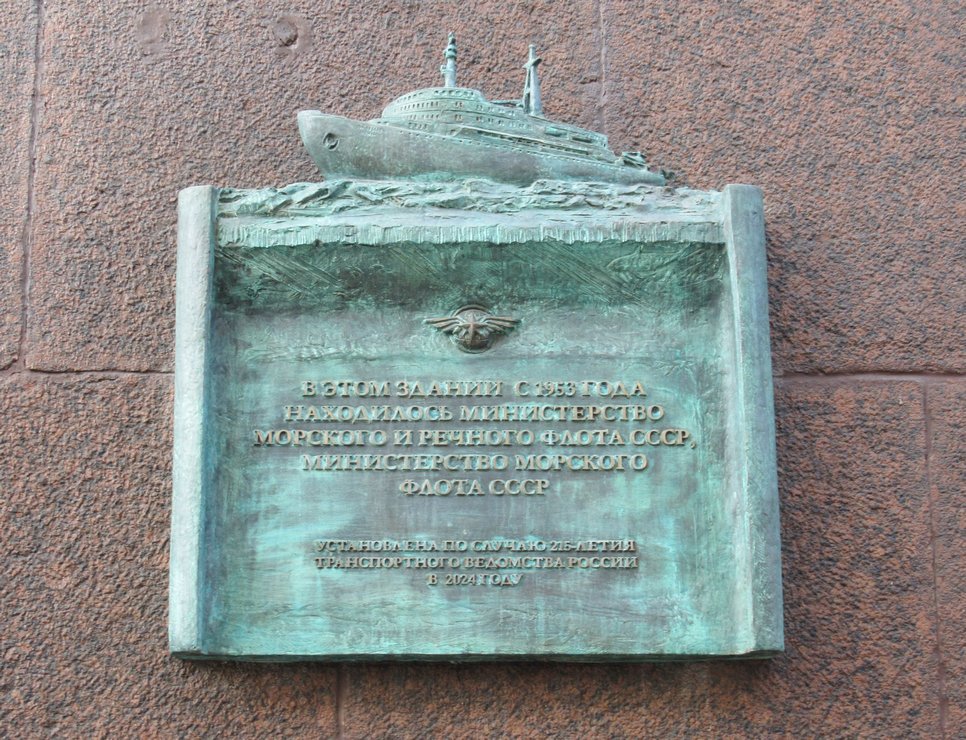 В ЭТОМ ЗДАНИИ С 1953 ГОДА
НАХОДИЛОСЬ МИНИСТЕРСТВО
МОРСКОГО И РЕЧНОГО ФЛОТА СССР,
МИНИСТЕРСТВО МОРСКОГО
ФЛОТА СССР
УСТАНОВЛЕНА ПО СЛУЧАЮ 215-ЛЕТИЯ
ТРАНСПОРТНОГО ВЕДОМСТВА РОССИИ
В 2024 ГОДУ